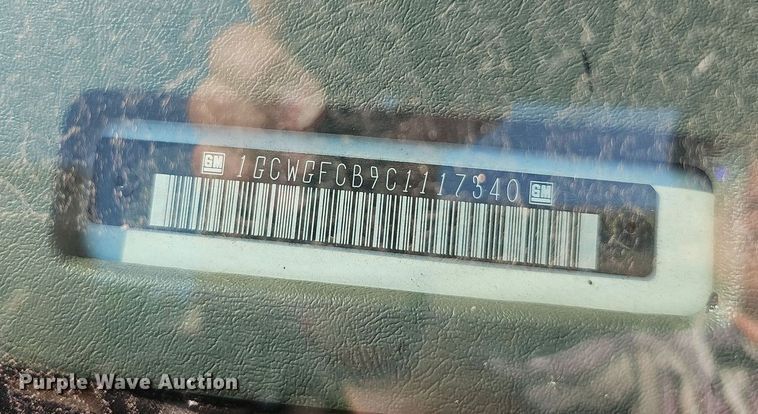 GM 1GCWGFCB9C1117340 GM
Purple Wave Auction